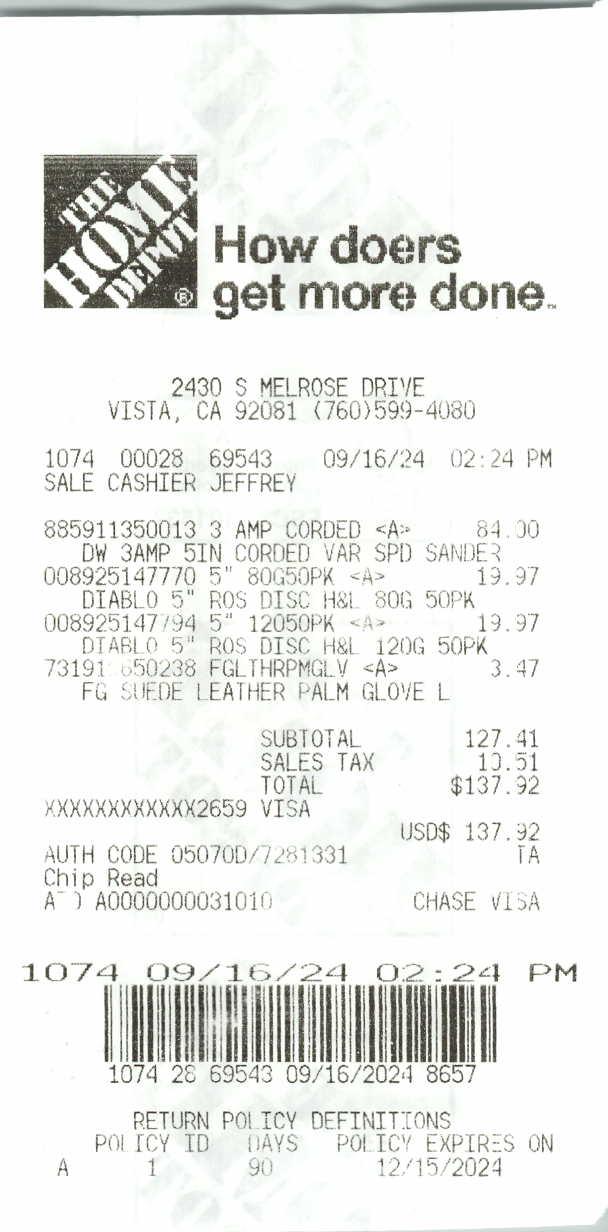 THE
HOME
DEPOT
®
How doers
get more done.™
2430 S MELROSE DRIVE
VISTA, CA 92081 (760)599-4080
1074 00028 69543 09/16/24 02:24 PM
SALE CASHIER JEFFREY
885911350013 3 AMP CORDED <A> 84.00
DW 3AMP 5IN CORDED VAR SPD SANDER
008925147770 5" 80G50PK <A> 19.97
DIABLO 5" ROS DISC H&L 80G 50PK
008925147794 5" 12050PK <A> 19.97
DIABLO 5" ROS DISC H&L 120G 50PK
FGLTHRPMGLV <A> 3.47
FG SUEDE LEATHER PALM GLOVE L
SUBTOTAL 127.41
SALES TAX 10.51
TOTAL $137.92
XXXXXXXXXXXX2659 VISA
USD$ 137.92
AUTH CODE 05070D/7281331 TA
Chip Read
A0000000031010 CHASE VISA
1074 09/16/24 02:24 PM
1074 28 69543 09/16/2024 8657
RETURN POLICY DEFINITIONS
POLICY ID DAYS POLICY EXPIRES ON
A 1 90 12/15/2024